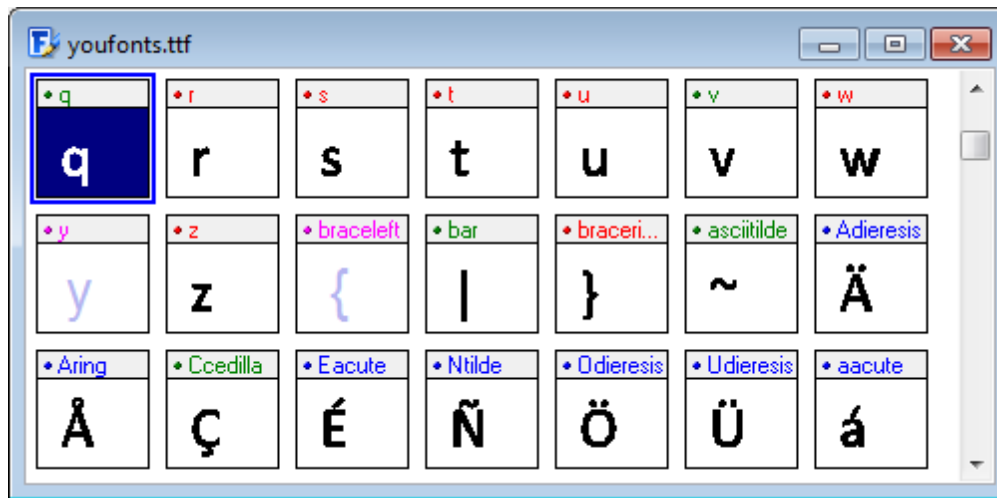 youfonts.ttf
q r s t u v w
q r s t u v w
y z braceleft bar braceri... asciitilde Adieresis
y z { | } ~ Ä
Aring Ccedilla Eacute Ntilde Odieresis Udieresis aacute
Å Ç É Ñ Ö Ü á